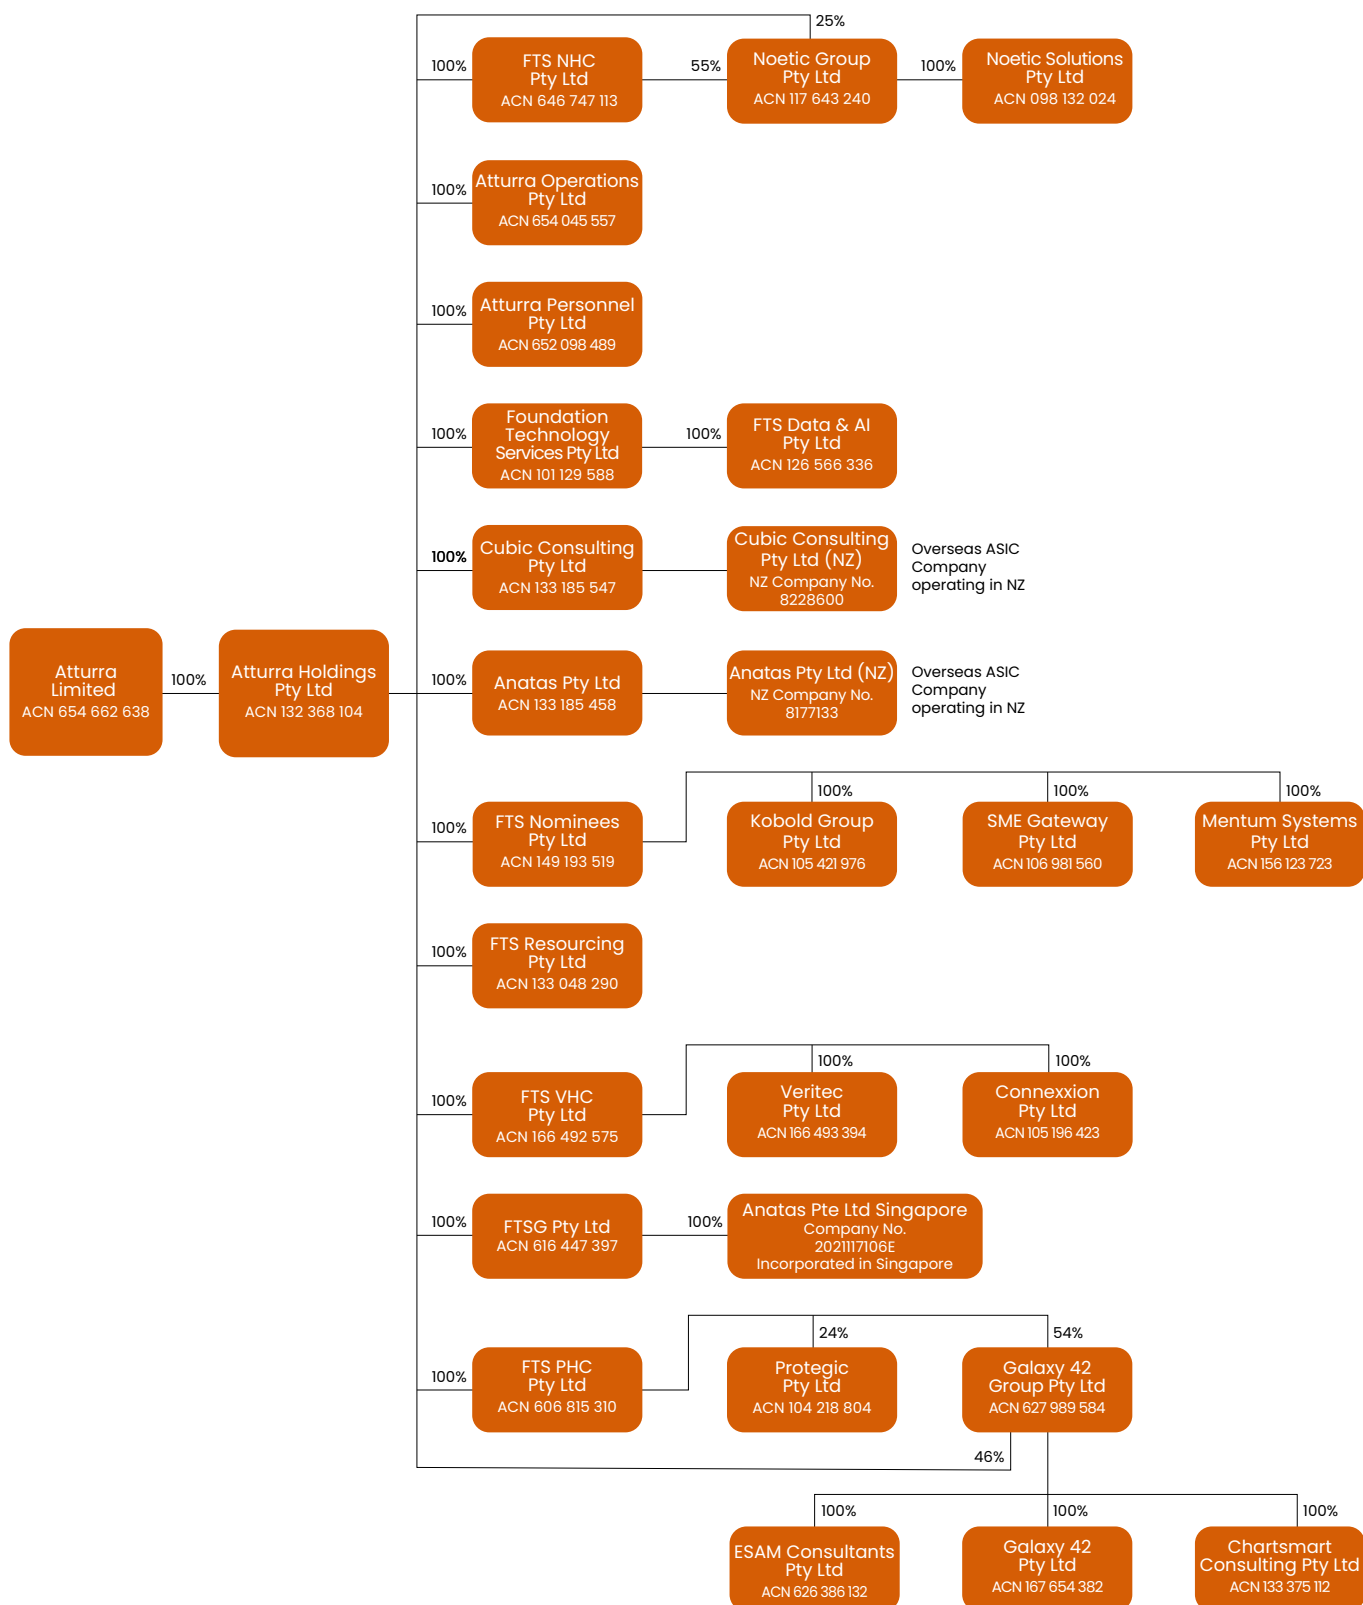 25%
100%
FTS NHC
Pty Ltd
ACN 646 747 113
55%
Noetic Group
Pty Ltd
ACN 117 643 240
100%
Noetic Solutions
Pty Ltd
ACN 098 132 024
100%
Atturra Operations
Pty Ltd
ACN 654 045 557
100%
Atturra Personnel
Pty Ltd
ACN 652 098 489
100%
Foundation
Technology
Services Pty Ltd
ACN 101 129 588
100%
FTS Data & AI
Pty Ltd
ACN 126 566 336
100%
Cubic Consulting
Pty Ltd
ACN 133 185 547
Cubic Consulting
Pty Ltd (NZ)
NZ Company No.
8228600
Overseas ASIC
Company
operating in NZ
Atturra
Limited
ACN 654 662 638
100%
Atturra Holdings
Pty Ltd
ACN 132 368 104
100%
Anatas Pty Ltd
ACN 133 185 458
Anatas Pty Ltd (NZ)
NZ Company No.
8177133
Overseas ASIC
Company
operating in NZ
100%
FTS Nominees
Pty Ltd
ACN 149 193 519
100%
Kobold Group
Pty Ltd
ACN 105 421 976
100%
SME Gateway
Pty Ltd
ACN 106 981 560
100%
Mentum Systems
Pty Ltd
ACN 156 123 723
100%
FTS Resourcing
Pty Ltd
ACN 133 048 290
100%
FTS VHC
Pty Ltd
ACN 166 492 575
100%
Veritec
Pty Ltd
ACN 166 493 394
100%
Connexxion
Pty Ltd
ACN 105 196 423
100%
FTSG Pty Ltd
ACN 616 447 397
100%
Anatas Pte Ltd Singapore
Company No.
2021117106E
Incorporated in Singapore
100%
FTS PHC
Pty Ltd
ACN 606 815 310
24%
Protegic
Pty Ltd
ACN 104 218 804
54%
Galaxy 42
Group Pty Ltd
ACN 627 989 584
46%
100%
ESAM Consultants
Pty Ltd
ACN 626 386 132
100%
Galaxy 42
Pty Ltd
ACN 167 654 382
100%
Chartsmart
Consulting Pty Ltd
ACN 133 375 112